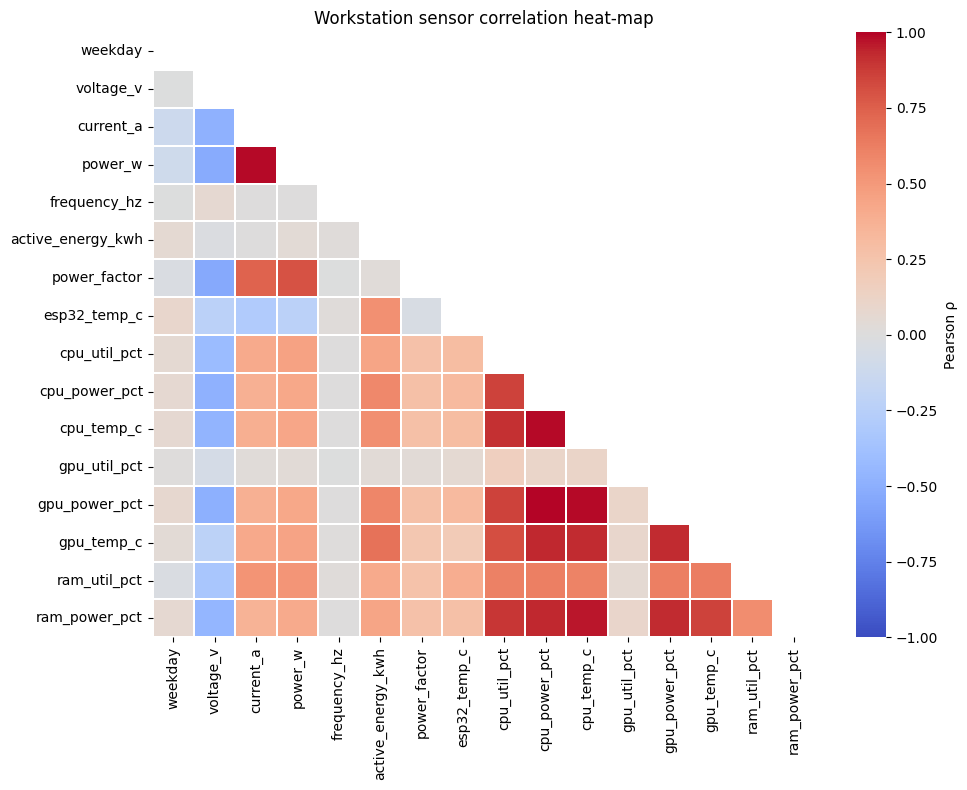 Workstation sensor correlation heat-map
weekday
voltage_v
current_a
power_w
frequency_hz
active_energy_kwh
power_factor
esp32_temp_c
cpu_util_pct
cpu_power_pct
cpu_temp_c
gpu_util_pct
gpu_power_pct
gpu_temp_c
ram_util_pct
ram_power_pct
weekday
voltage_v
current_a
power_w
frequency_hz
active_energy_kwh
power_factor
esp32_temp_c
cpu_util_pct
cpu_power_pct
cpu_temp_c
gpu_util_pct
gpu_power_pct
gpu_temp_c
ram_util_pct
ram_power_pct
1.00
0.75
0.50
0.25
0.00
−0.25
−0.50
−0.75
−1.00
Pearson ρ